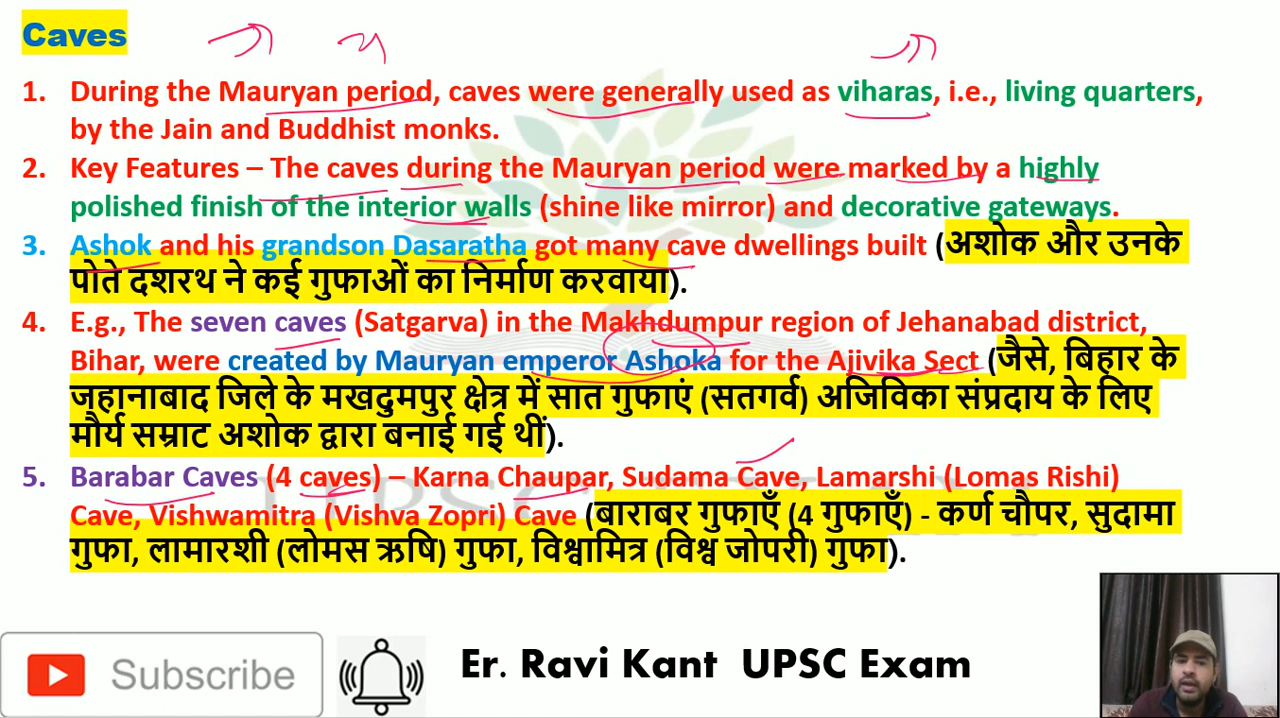 Caves
1. During the Mauryan period, caves were generally used as viharas, i.e., living quarters,
by the Jain and Buddhist monks.
2. Key Features – The caves during the Mauryan period were marked by a highly
polished finish of the interior walls (shine like mirror) and decorative gateways.
3. Ashok and his grandson Dasaratha got many cave dwellings built (अशोक और उनके
पोते दशरथ ने कई गुफाओं का निर्माण करवाया).
4. E.g., The seven caves (Satgarva) in the Makhdumpur region of Jehanabad district,
Bihar, were created by Mauryan emperor Ashoka for the Ajivika Sect (जैसे, बिहार के
जहानाबाद जिले के मखदुमपुर क्षेत्र में सात गुफाएं (सतगर्व) अजिविका संप्रदाय के लिए
मौर्य सम्राट अशोक द्वारा बनाई गई थीं).
5. Barabar Caves (4 caves) – Karna Chaupar, Sudama Cave, Lamarshi (Lomas Rishi)
Cave, Vishwamitra (Vishva Zopri) Cave (बाराबर गुफाएँ (4 गुफाएँ) - कर्ण चौपर, सुदामा
गुफा, लामारशी (लोमस ऋषि) गुफा, विश्वामित्र (विश्व जोपरी) गुफा).
Subscribe
Er. Ravi Kant UPSC Exam